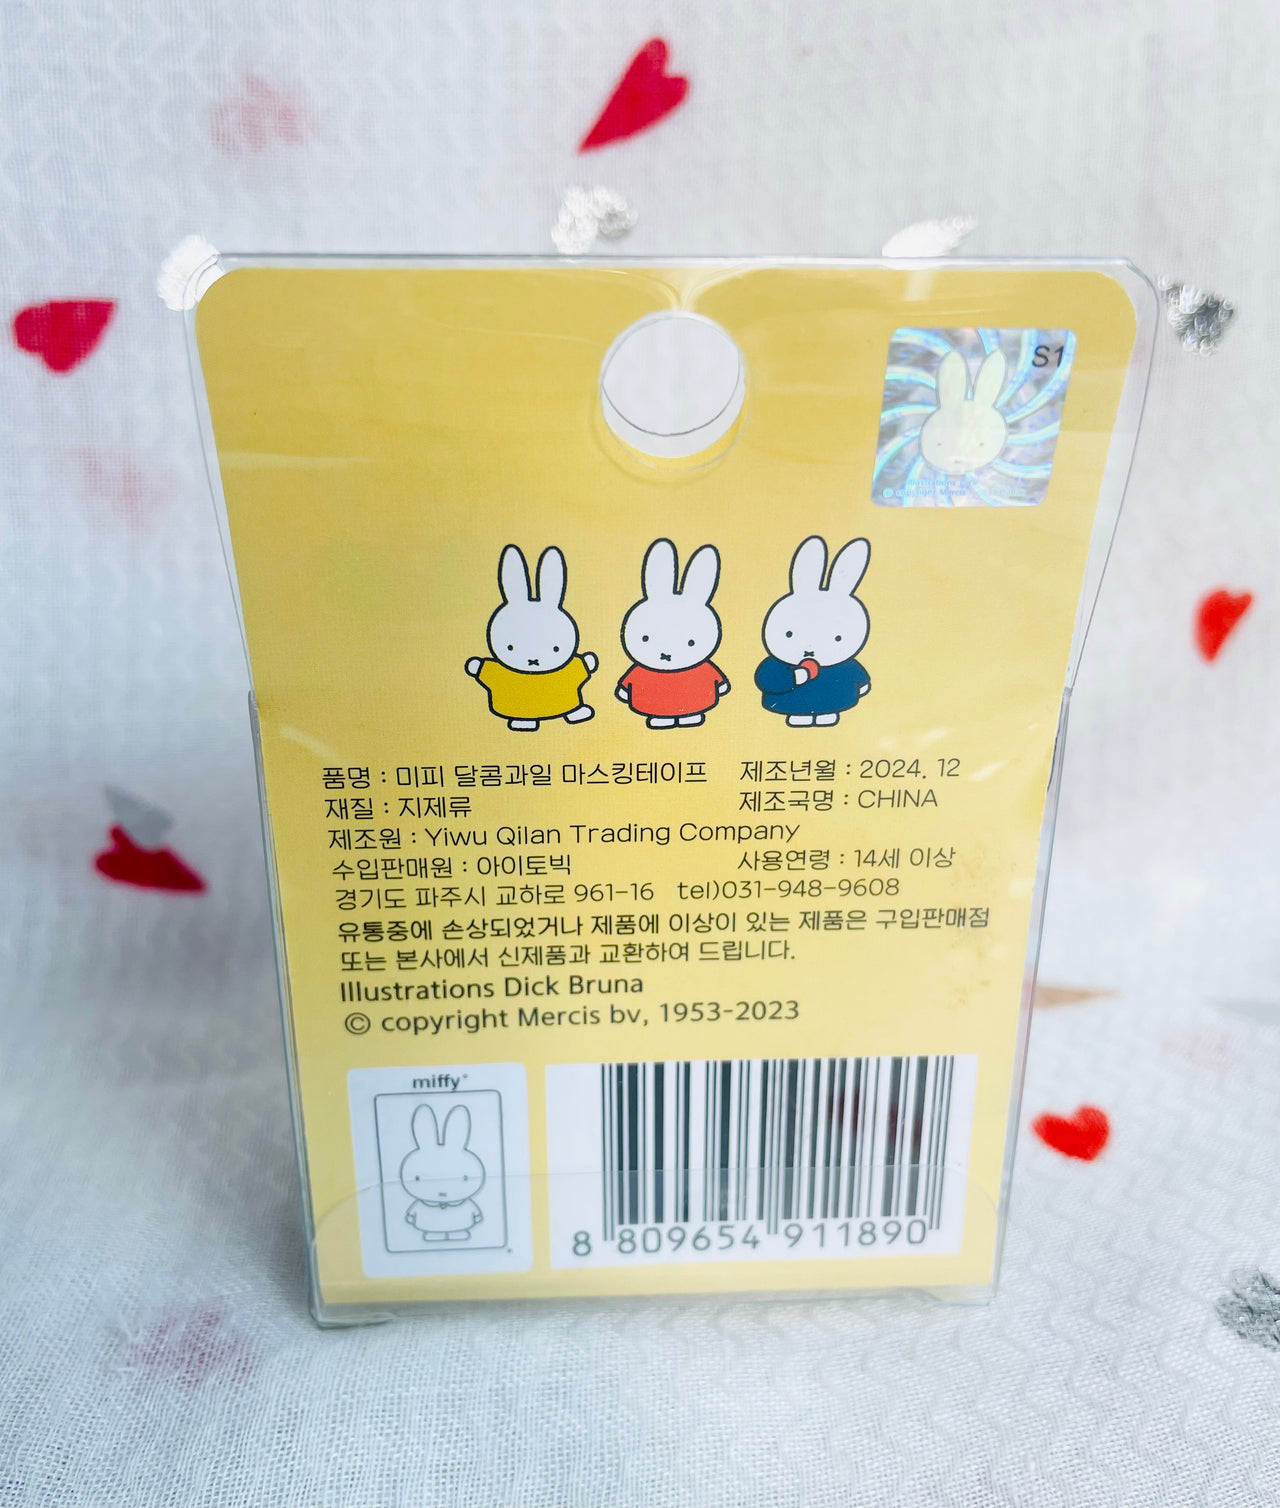 S1
품명 : 미피 달콤과일 마스킹테이프 제조년월 : 2024. 12
재질 : 지제류 제조국명 : CHINA
제조원 : Yiwu Qilan Trading Company
수입판매원 : 아이토빅 사용연령 : 14세 이상
경기도 파주시 교하로 961-16 tel)031-948-9608
유통중에 손상되었거나 제품에 이상이 있는 제품은 구입판매점
또는 본사에서 신제품과 교환하여 드립니다.
Illustrations Dick Bruna
© copyright Mercis bv, 1953-2023
miffy®
8 809654 911890